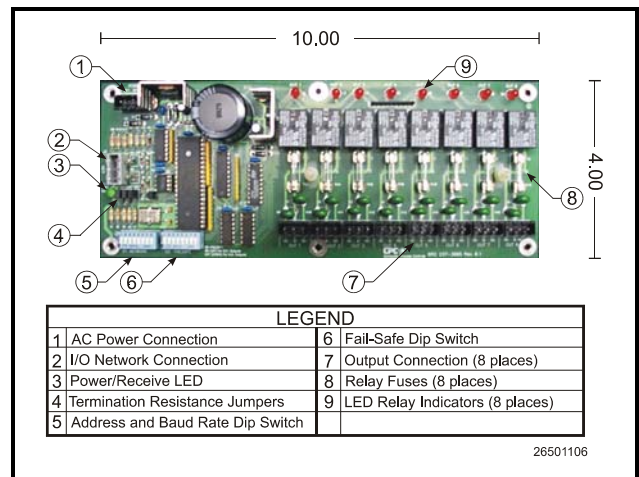 10.00
1
9
2
3
4
4.00
8
5
6
7
CPC
LEGEND
1 AC Power Connection
2 I/O Network Connection
3 Power/Receive LED
4 Termination Resistance Jumpers
5 Address and Baud Rate Dip Switch
6 Fail-Safe Dip Switch
7 Output Connection (8 places)
8 Relay Fuses (8 places)
9 LED Relay Indicators (8 places)
26501106